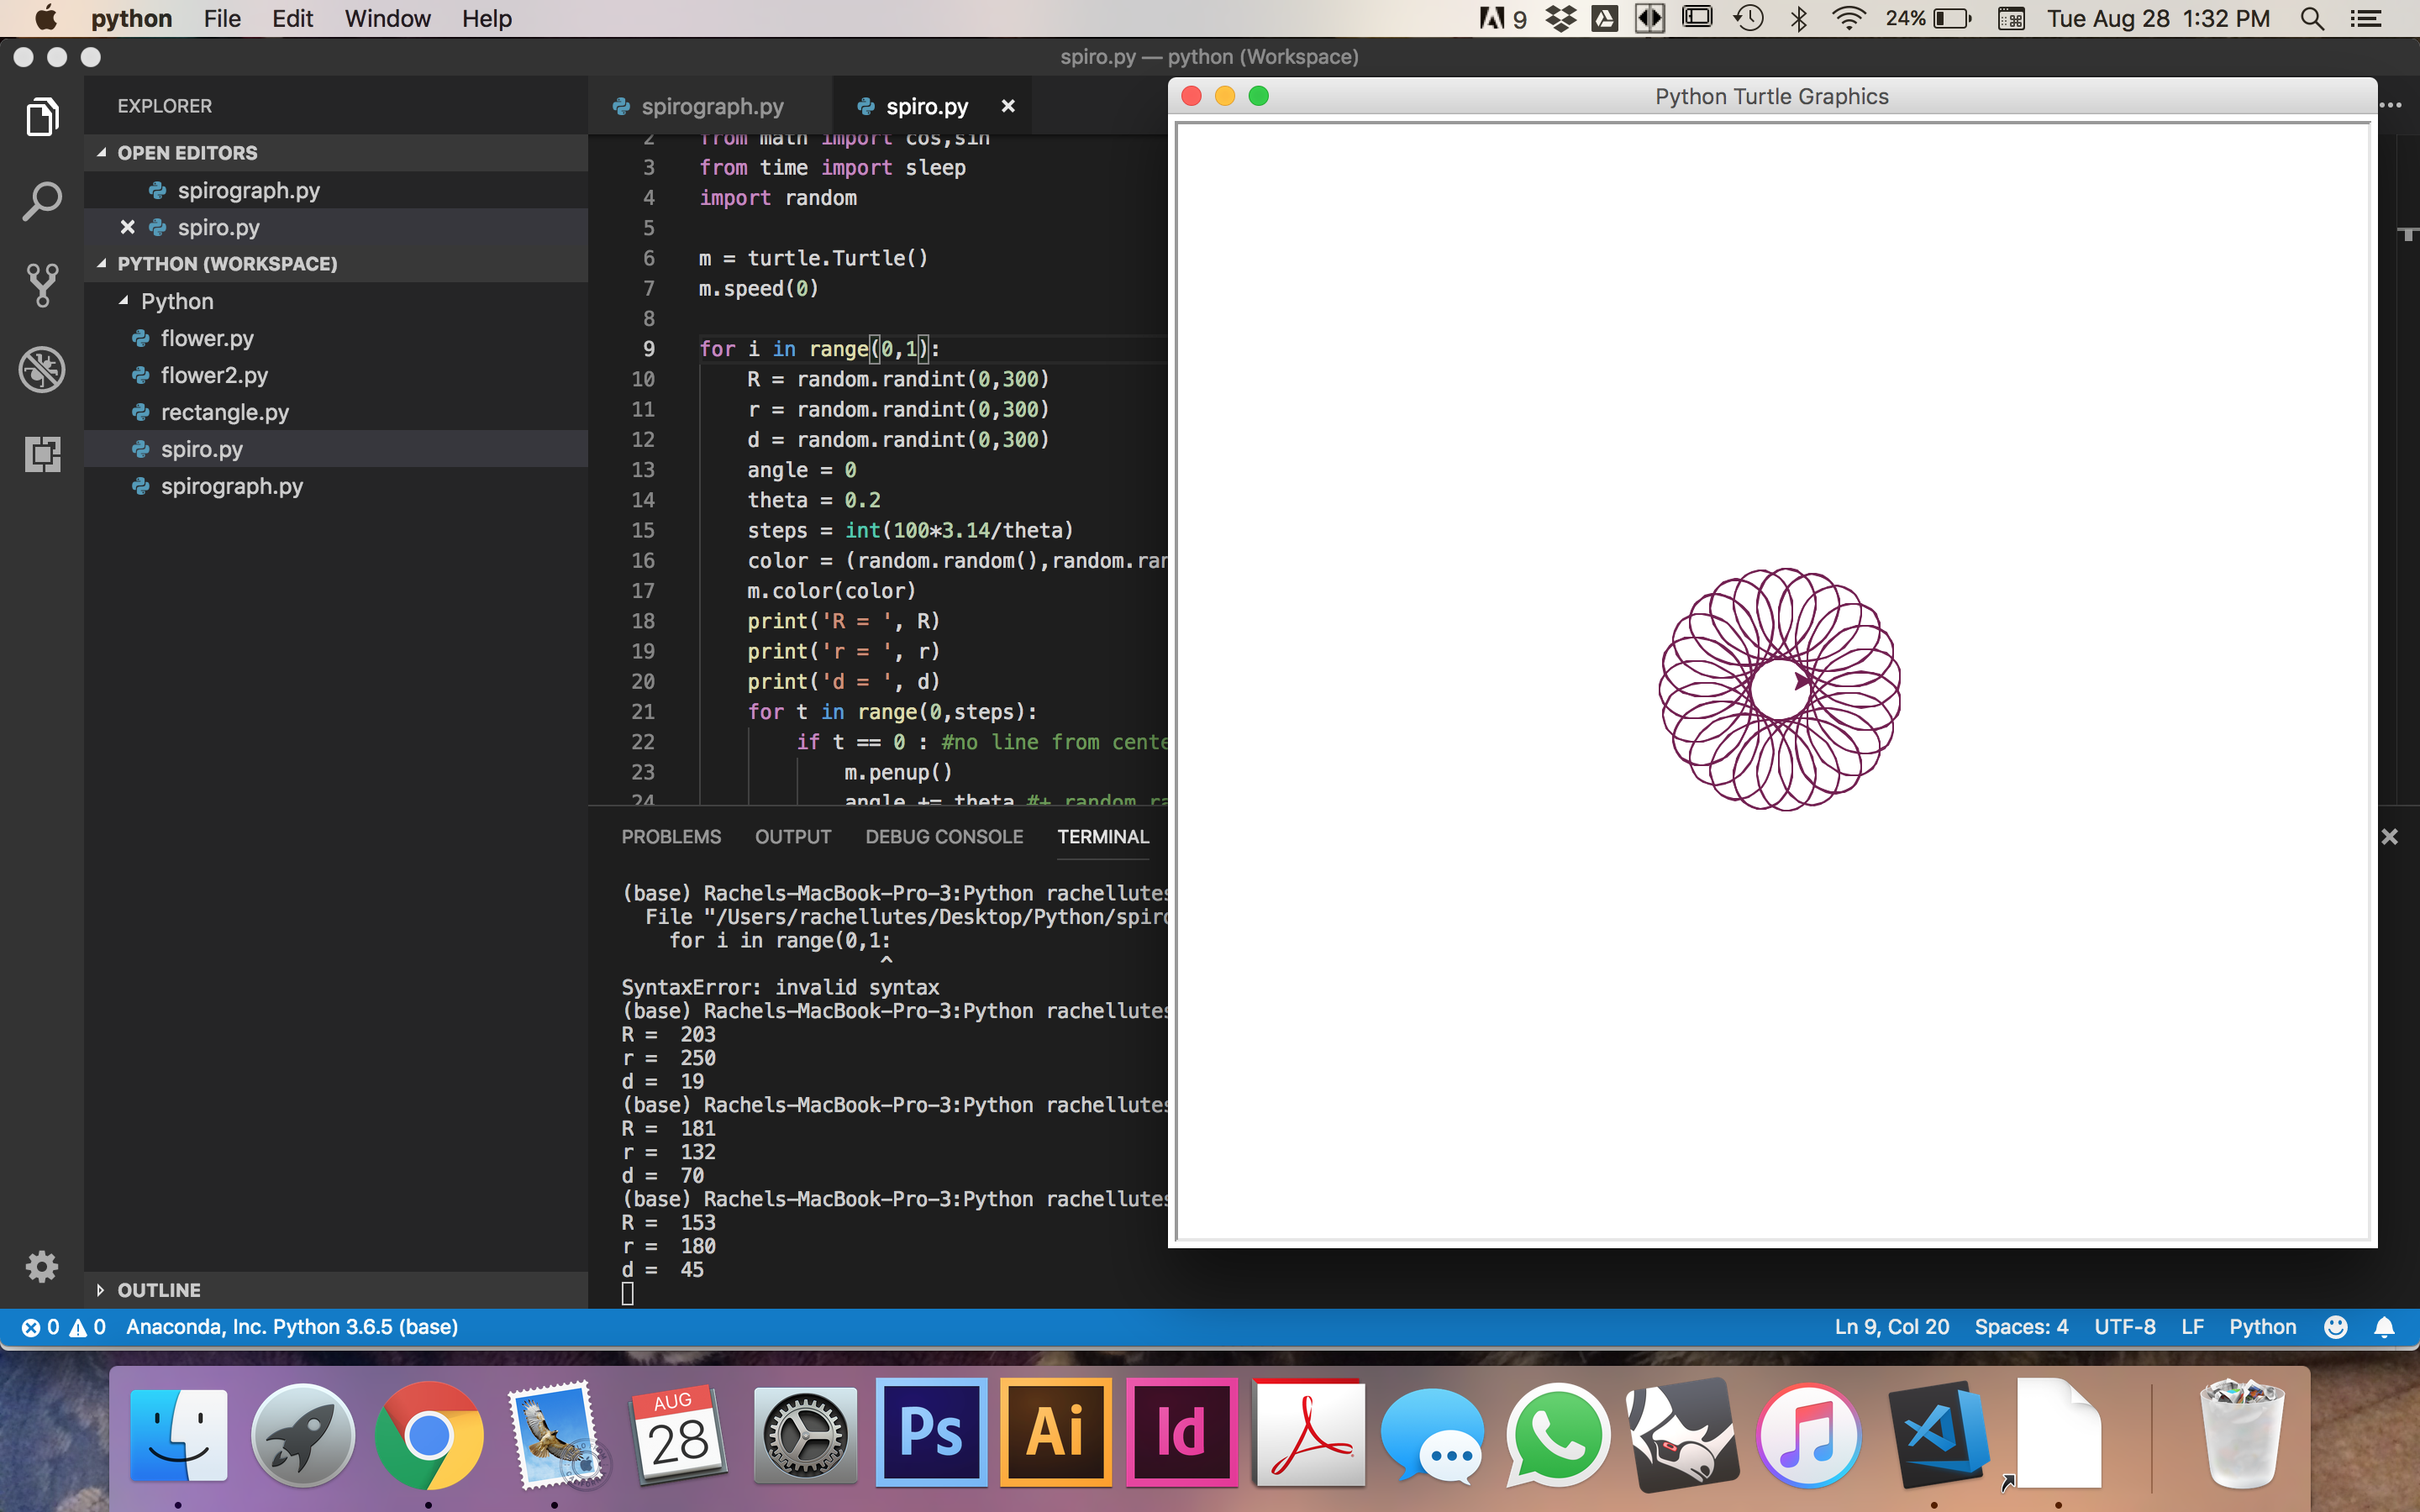 python File Edit Window Help 9 24% Tue Aug 28 1:32 PM
spiro.py — python (Workspace)
EXPLORER
OPEN EDITORS
spirograph.py
spiro.py
PYTHON (WORKSPACE)
Python
flower.py
flower2.py
rectangle.py
spiro.py
spirograph.py
OUTLINE
spirograph.py spiro.py
2 from math import cos,sin
3 from time import sleep
4 import random
5
6 m = turtle.Turtle()
7 m.speed(0)
8
9 for i in range(0,1):
10 R = random.randint(0,300)
11 r = random.randint(0,300)
12 d = random.randint(0,300)
13 angle = 0
14 theta = 0.2
15 steps = int(100*3.14/theta)
16 color = (random.random(),random.ran
17 m.color(color)
18 print('R = ', R)
19 print('r = ', r)
20 print('d = ', d)
21 for t in range(0,steps):
22 if t == 0 : #no line from cente
23 m.penup()
24 angle += theta #+ random.ra
PROBLEMS OUTPUT DEBUG CONSOLE TERMINAL
(base) Rachels-MacBook-Pro-3:Python rachellutes
File "/Users/rachellutes/Desktop/Python/spiro
for i in range(0,1:
^
SyntaxError: invalid syntax
(base) Rachels-MacBook-Pro-3:Python rachellutes
R = 203
r = 250
d = 19
(base) Rachels-MacBook-Pro-3:Python rachellutes
R = 181
r = 132
d = 70
(base) Rachels-MacBook-Pro-3:Python rachellutes
R = 153
r = 180
d = 45
Python Turtle Graphics
0 0 Anaconda, Inc. Python 3.6.5 (base) Ln 9, Col 20 Spaces: 4 UTF-8 LF Python
AUG
28
Ps
Ai
Id